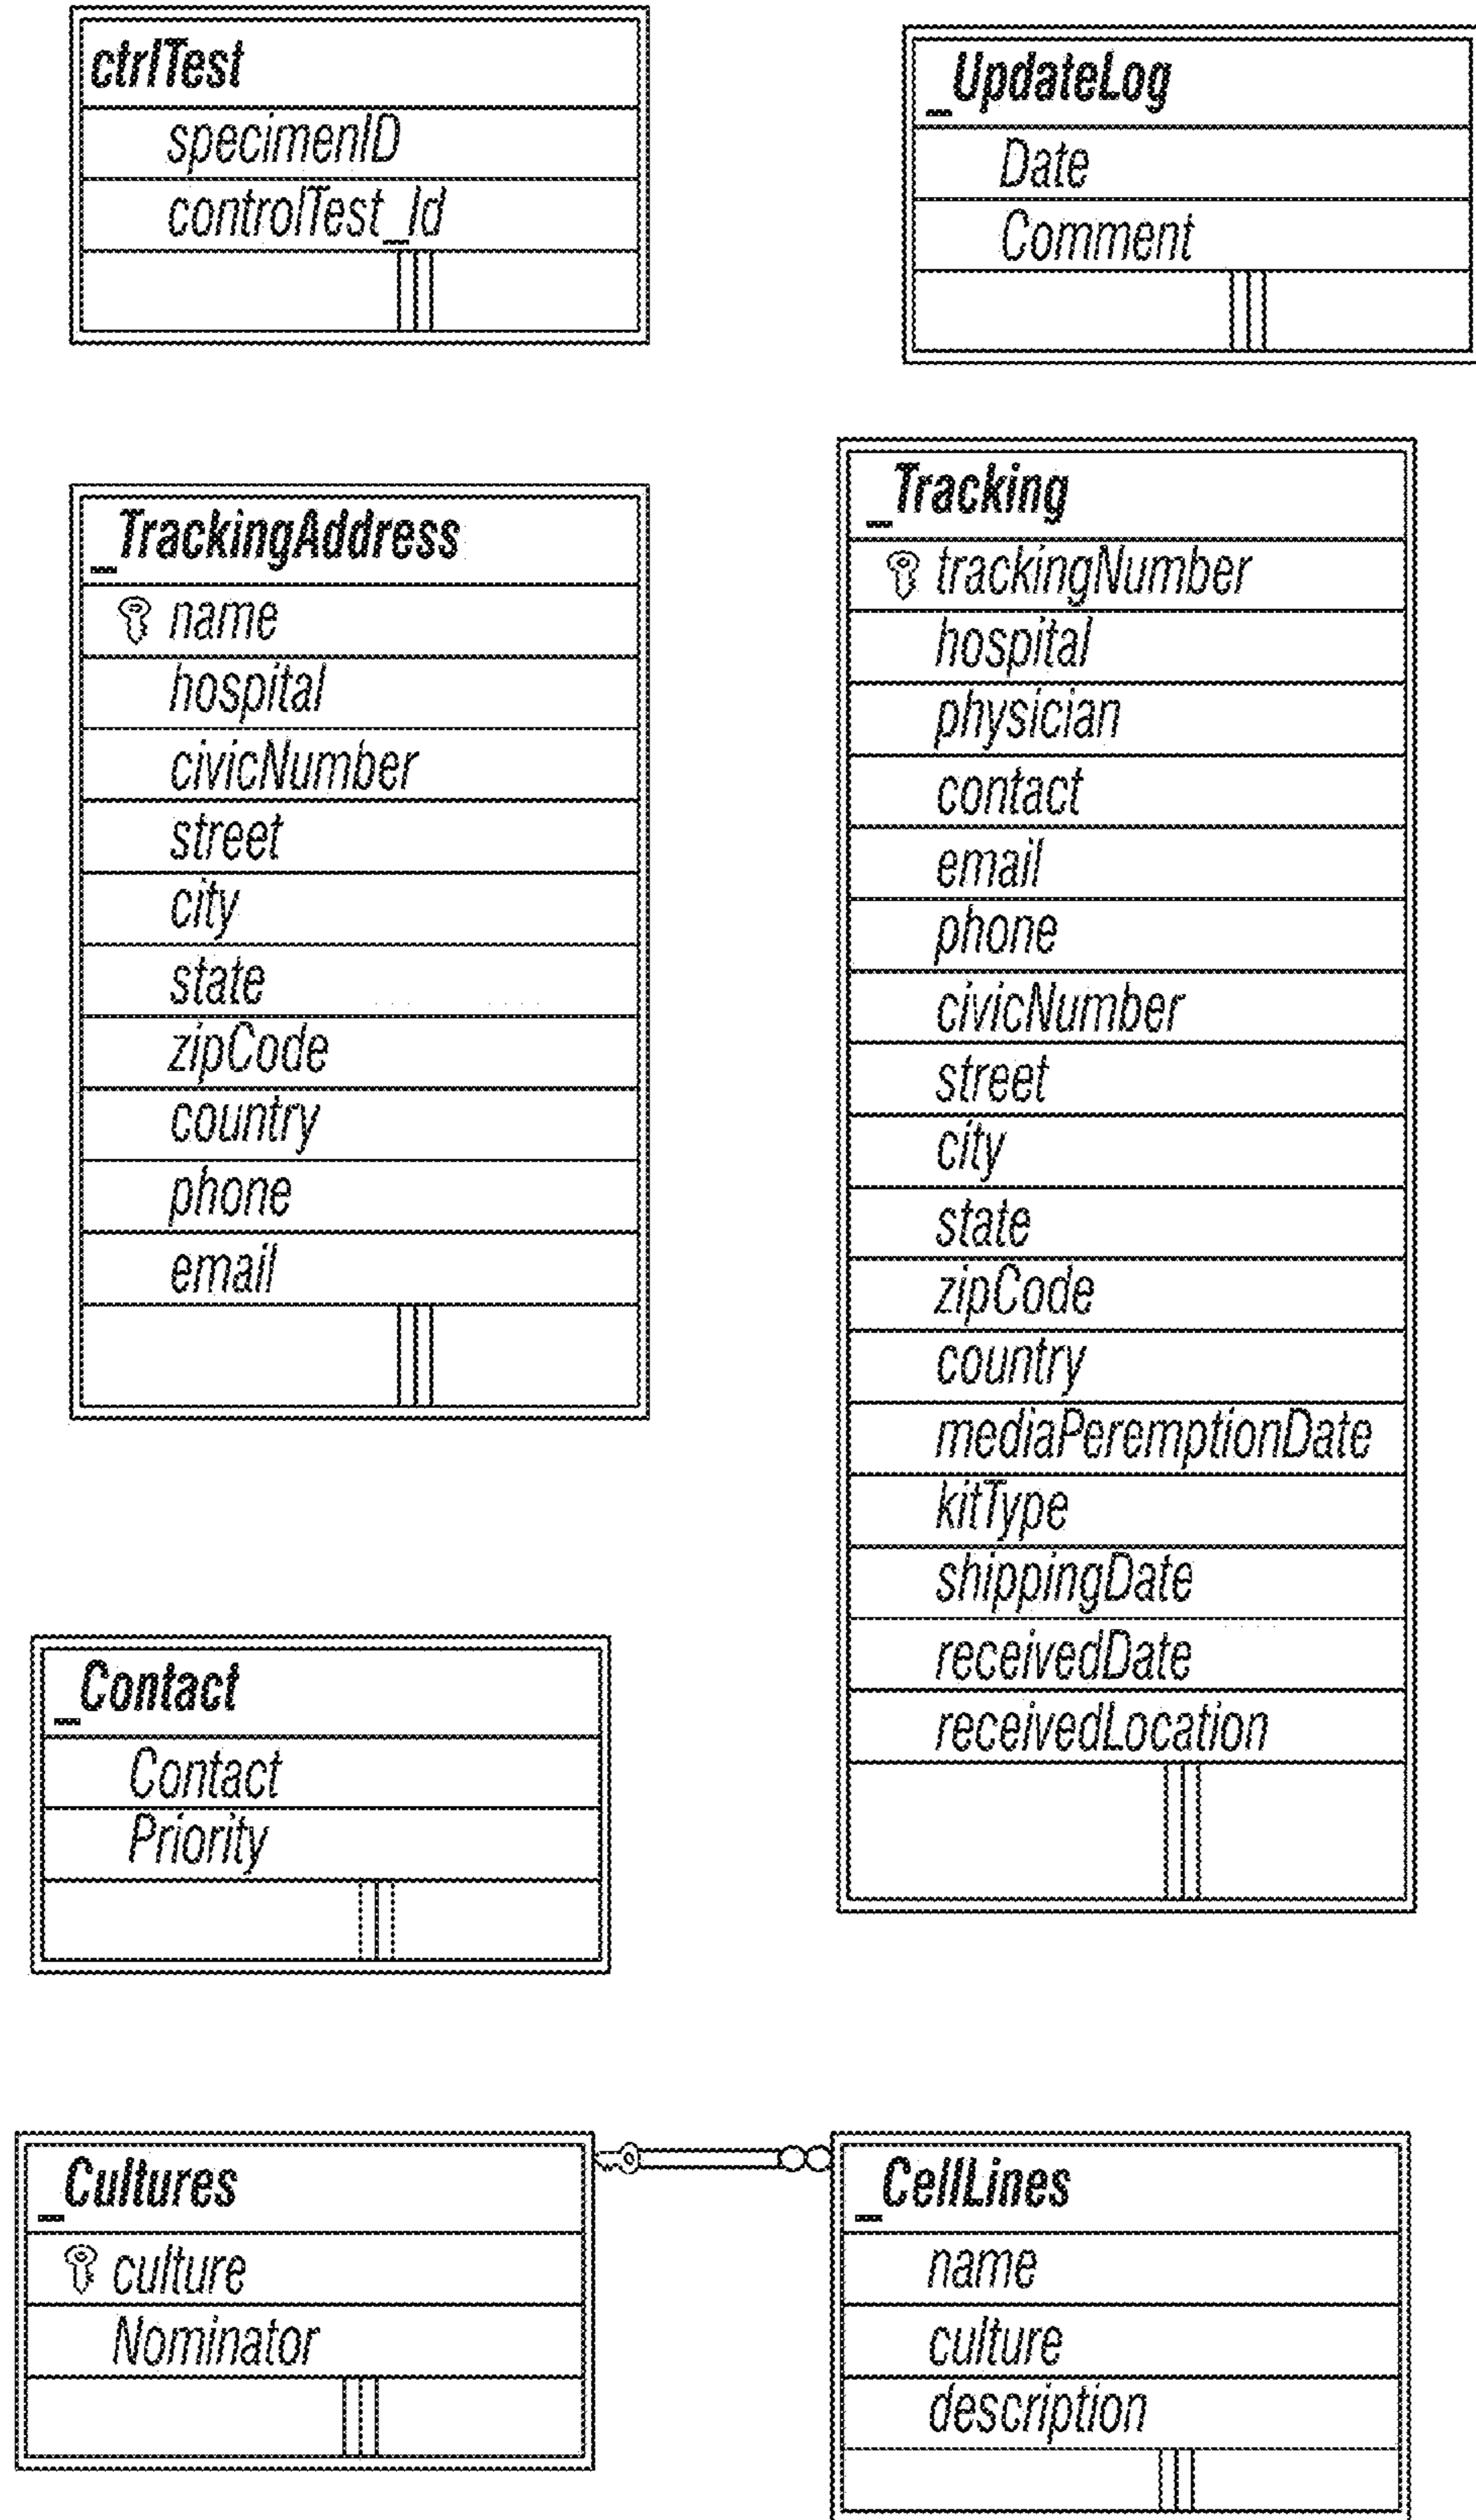 ctrlTest
specimenID
controlTest_Id
_UpdateLog
Date
Comment
_TrackingAddress
name
hospital
civicNumber
street
city
state
zipCode
country
phone
email
_Tracking
trackingNumber
hospital
physician
contact
email
phone
civicNumber
street
city
state
zipCode
country
mediaPeremptionDate
kitType
shippingDate
receivedDate
receivedLocation
_Contact
Contact
Priority
_Cultures
culture
Nominator
_CellLines
name
culture
description